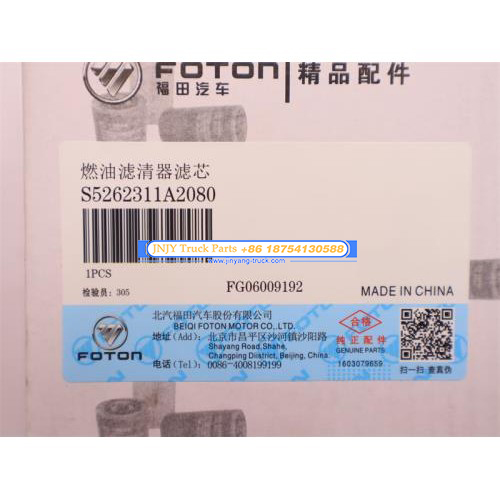 FOTON
福田汽车
精品配件
燃油滤清器滤芯
S5262311A2080
JNJY Truck Parts +86 18754130588
www.jinyang-truck.com
1PCS
FG06009192
检验员：305
MADE IN CHINA
北汽福田汽车股份有限公司
BEIQI FOTON MOTOR CO.,LTD.
地址(Add)：北京市昌平区沙河镇沙阳路
Shayang Road.Shahe,
Changping Diistrict, Beijing, China
电话(Tel)：0086-4008199199
FOTON
合格
纯正配件
GENUINE PARTS
1603079659
扫一扫 查真伪